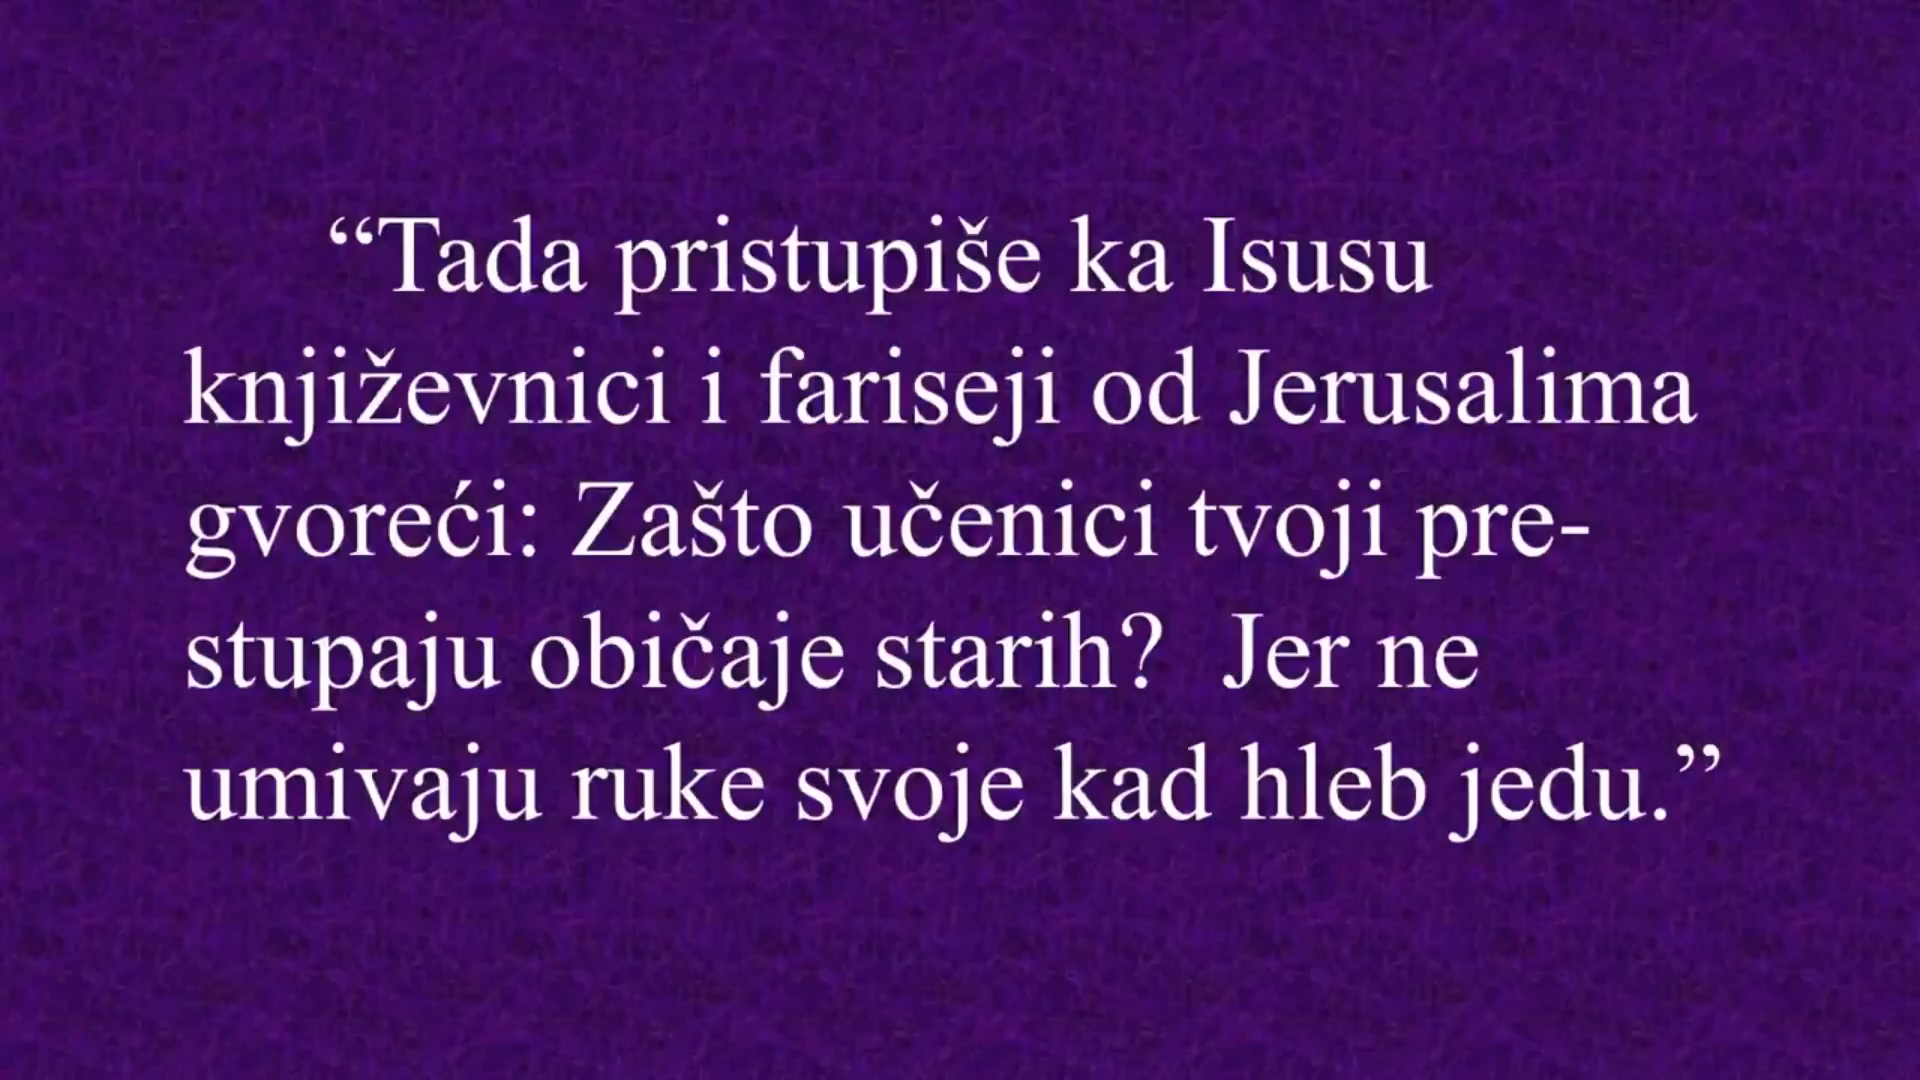 “Tada pristupiše ka Isusu
književnici i fariseji od Jerusalima
gvoreći: Zašto učenici tvoji pre-
stupaju običaje starih?  Jer ne
umivaju ruke svoje kad hleb jedu.”